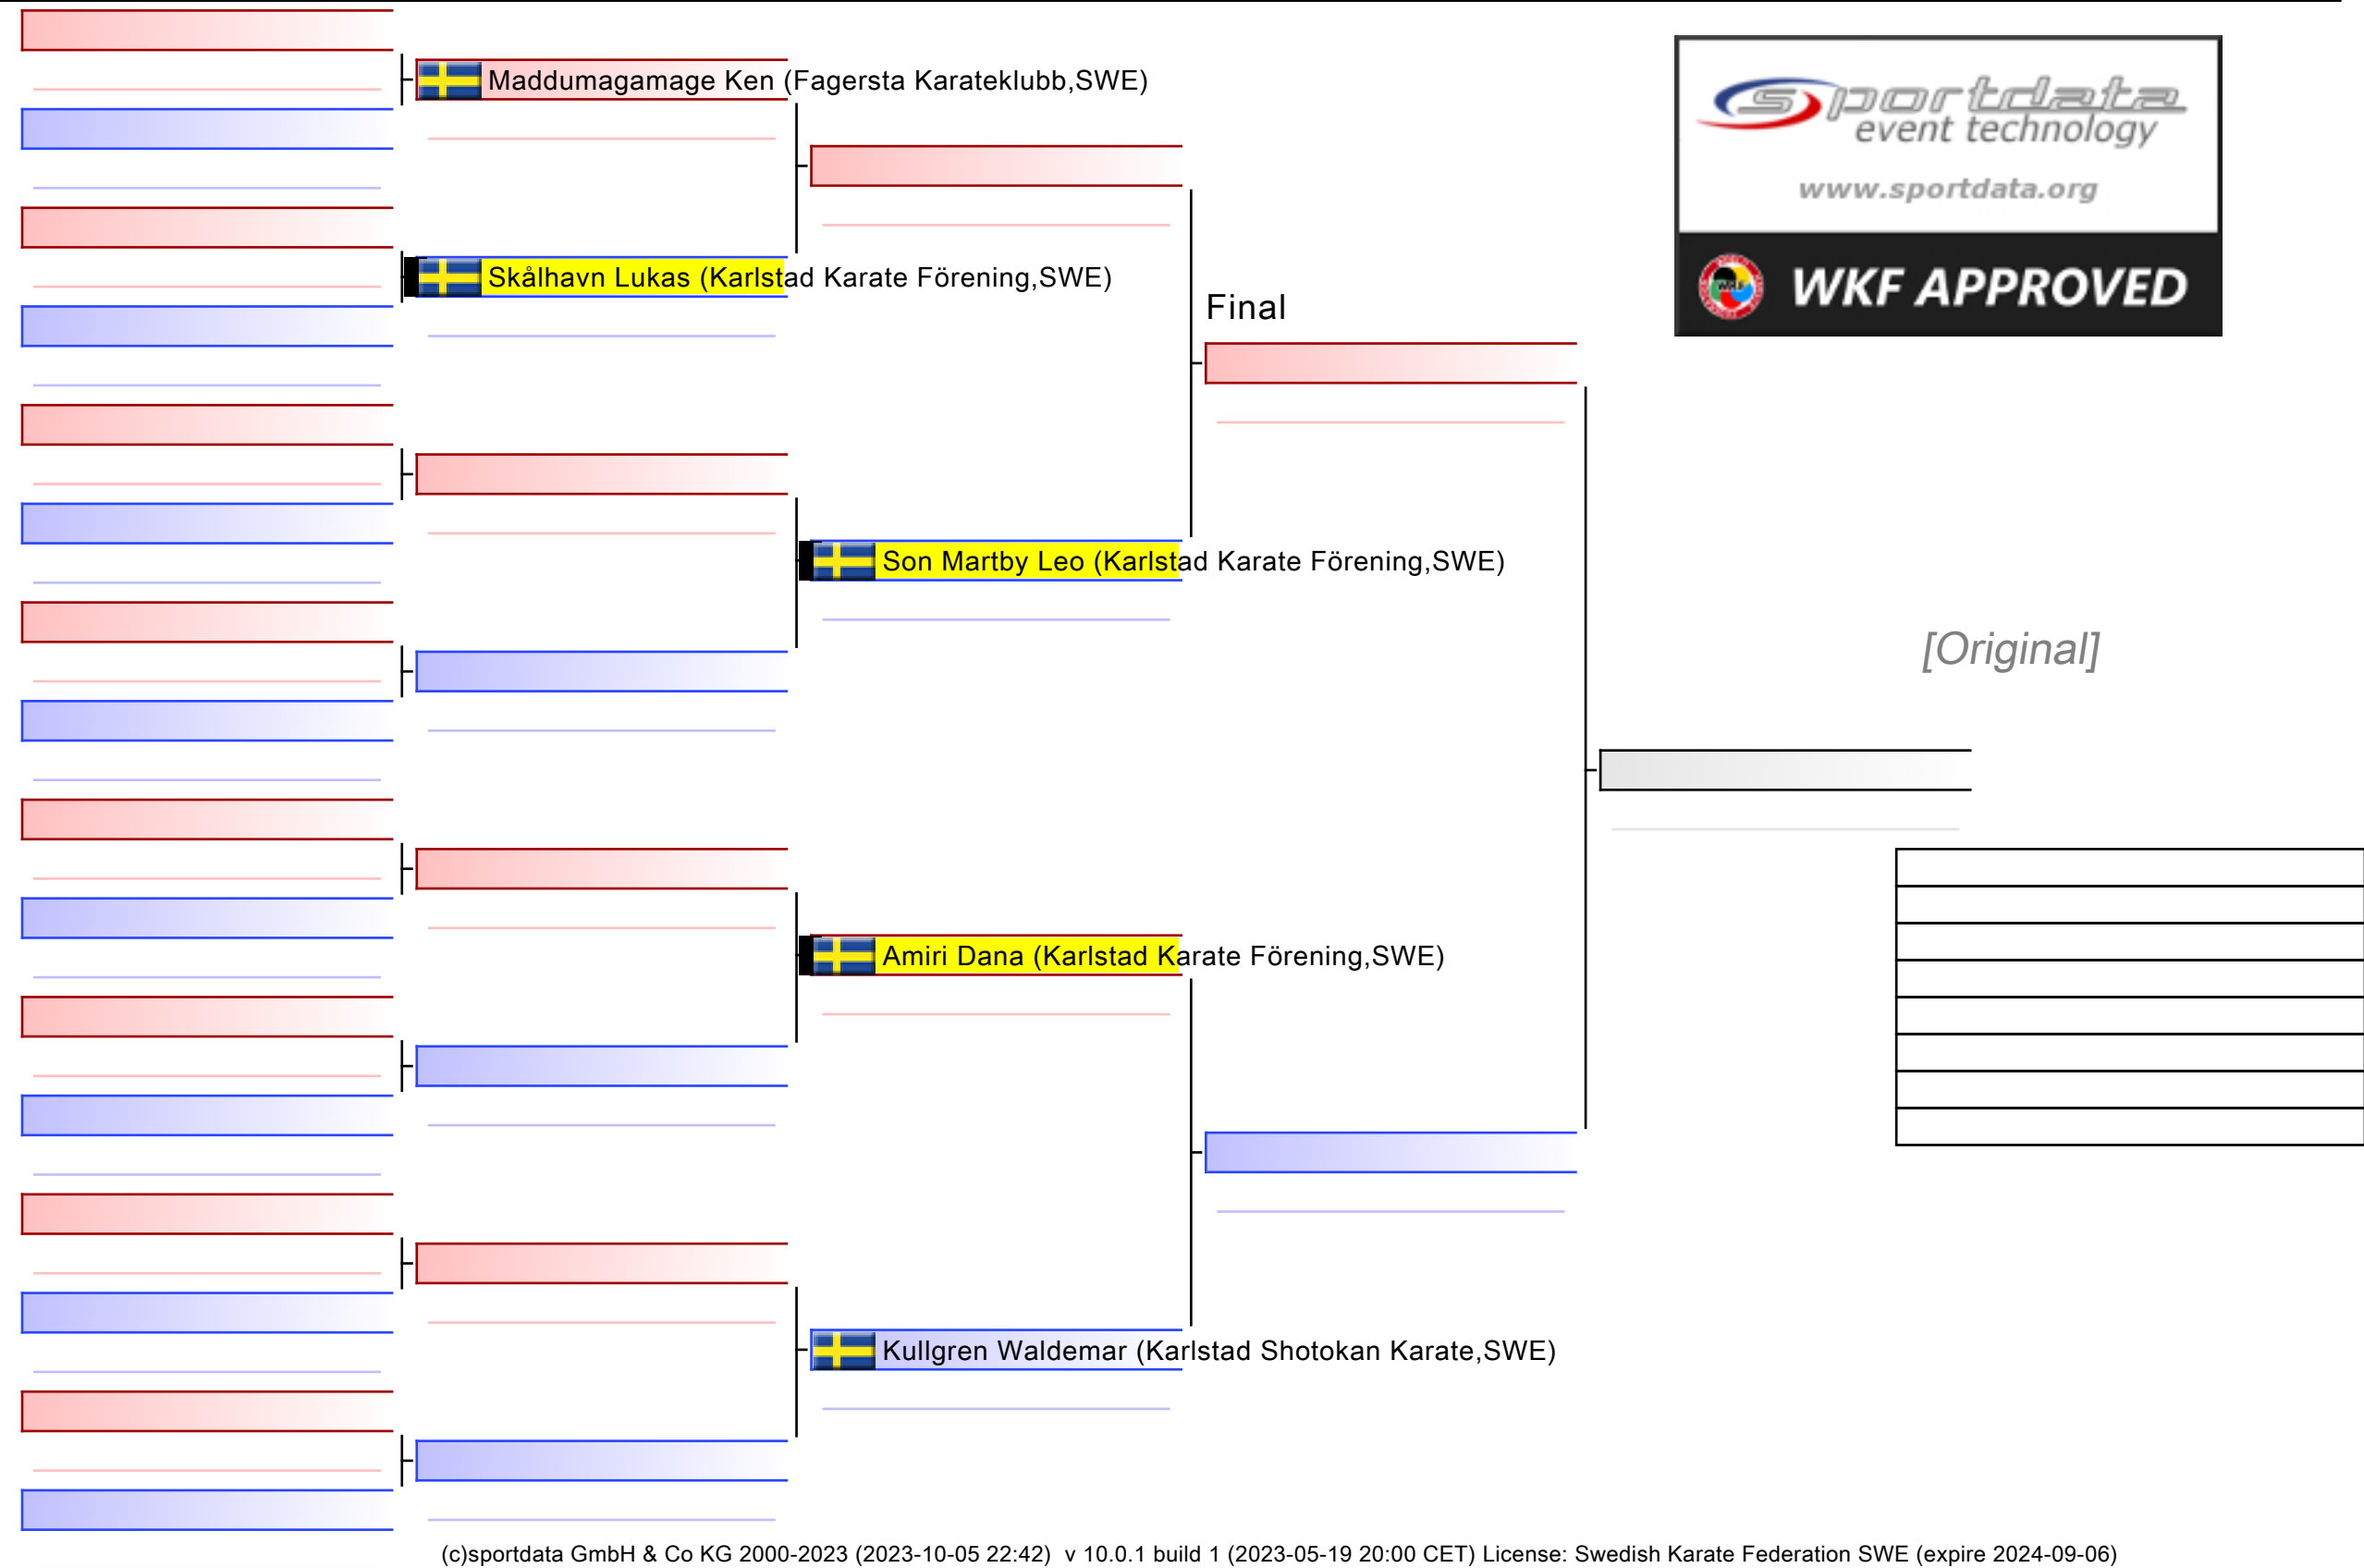 Maddumagamage Ken (Fagersta Karateklubb,SWE)
sportdata
event technology
www.sportdata.org
WKF APPROVED
Skålhavn Lukas (Karlstad Karate Förening,SWE)
Final
Son Martby Leo (Karlstad Karate Förening,SWE)
[Original]
Amiri Dana (Karlstad Karate Förening,SWE)
Kullgren Waldemar (Karlstad Shotokan Karate,SWE)
(c)sportdata GmbH & Co KG 2000-2023 (2023-10-05 22:42) v 10.0.1 build 1 (2023-05-19 20:00 CET) License: Swedish Karate Federation SWE (expire 2024-09-06)